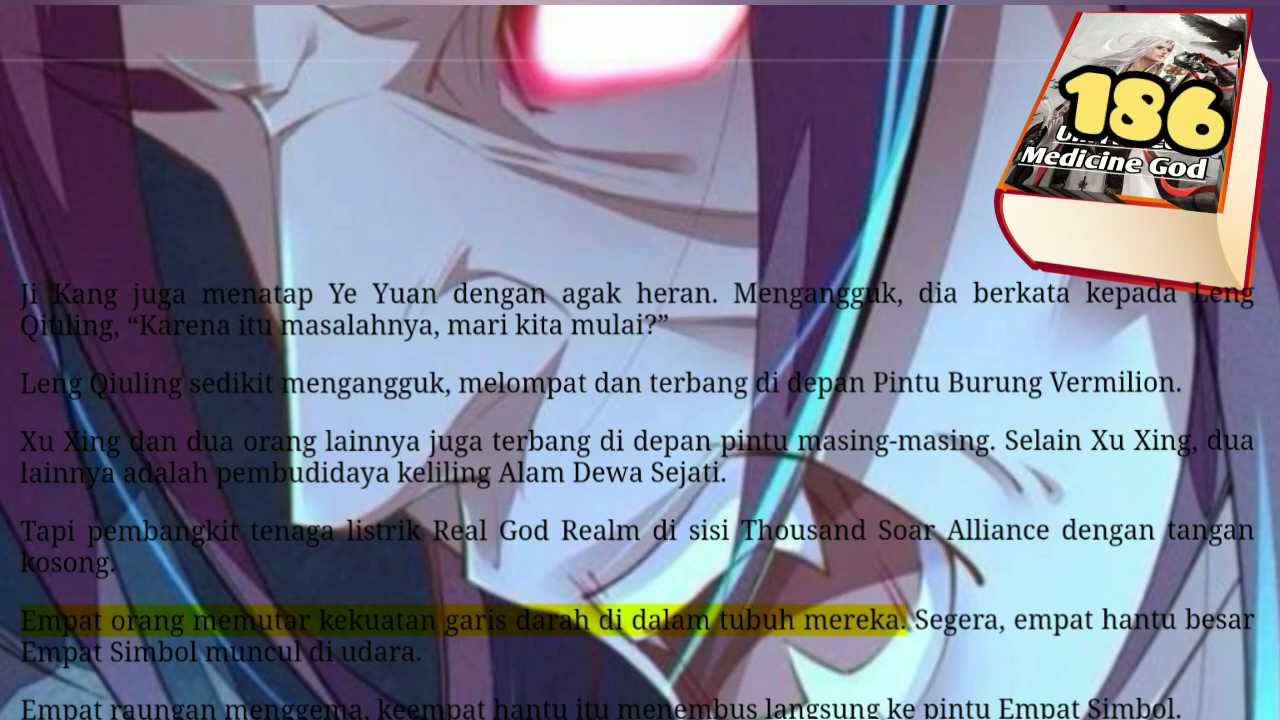 186
Medicine God
Ji Kang juga menatap Ye Yuan dengan agak heran. Mengangguk, dia berkata kepada Leng
Qiuling, “Karena itu masalahnya, mari kita mulai?”
Leng Qiuling sedikit mengangguk, melompat dan terbang di depan Pintu Burung Vermilion.
Xu Xing dan dua orang lainnya juga terbang di depan pintu masing-masing. Selain Xu Xing, dua
lainnya adalah pembudidaya keliling Alam Dewa Sejati.
Tapi pembangkit tenaga listrik Real God Realm di sisi Thousand Soar Alliance dengan tangan
kosong.
Empat orang memutar kekuatan garis darah di dalam tubuh mereka. Segera, empat hantu besar
Empat Simbol muncul di udara.
Empat raungan menggema, keempat hantu itu menembus langsung ke pintu Empat Simbol.